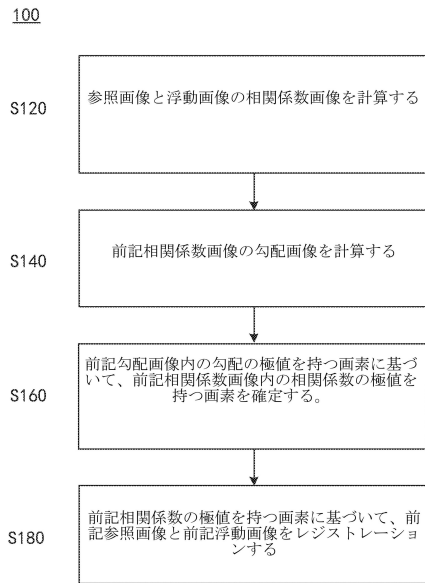 100
S120
参照画像と浮動画像の相関係数画像を計算する
S140
前記相関係数画像の勾配画像を計算する
S160
前記勾配画像内の勾配の極値を持つ画素に基づ
いて、前記相関係数画像内の相関係数の極値を
持つ画素を確定する。
S180
前記相関係数の極値を持つ画素に基づいて、前
記参照画像と前記浮動画像をレジストレーショ
ンする